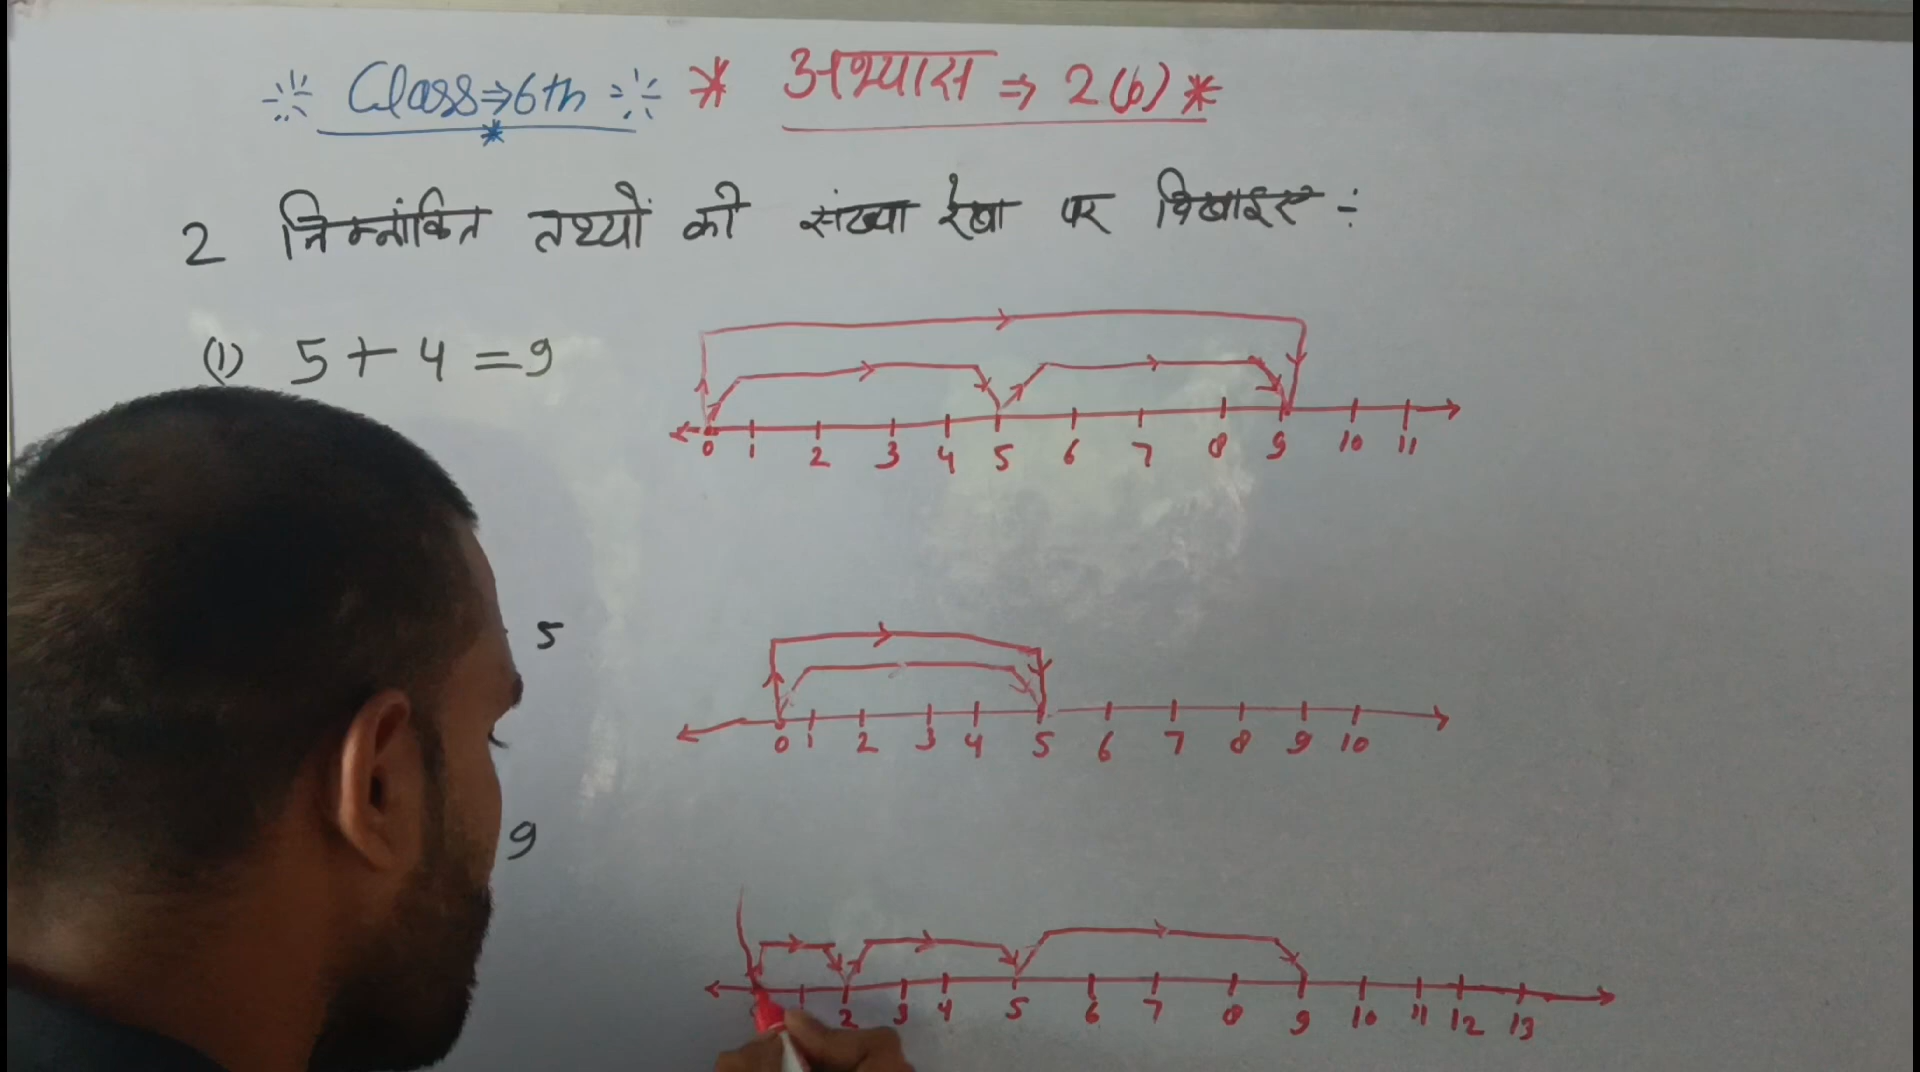 Class⇒6th * अभ्यास ⇒ 2(b) *
2 निम्नांकित तथ्यों को संख्या रेखा पर दिखाइए :-
(1) 5+4=9
0 1 2 3 4 5 6 7 8 9 10 11
5
0 1 2 3 4 5 6 7 8 9 10
9
2 3 4 5 6 7 8 9 10 11 12 13